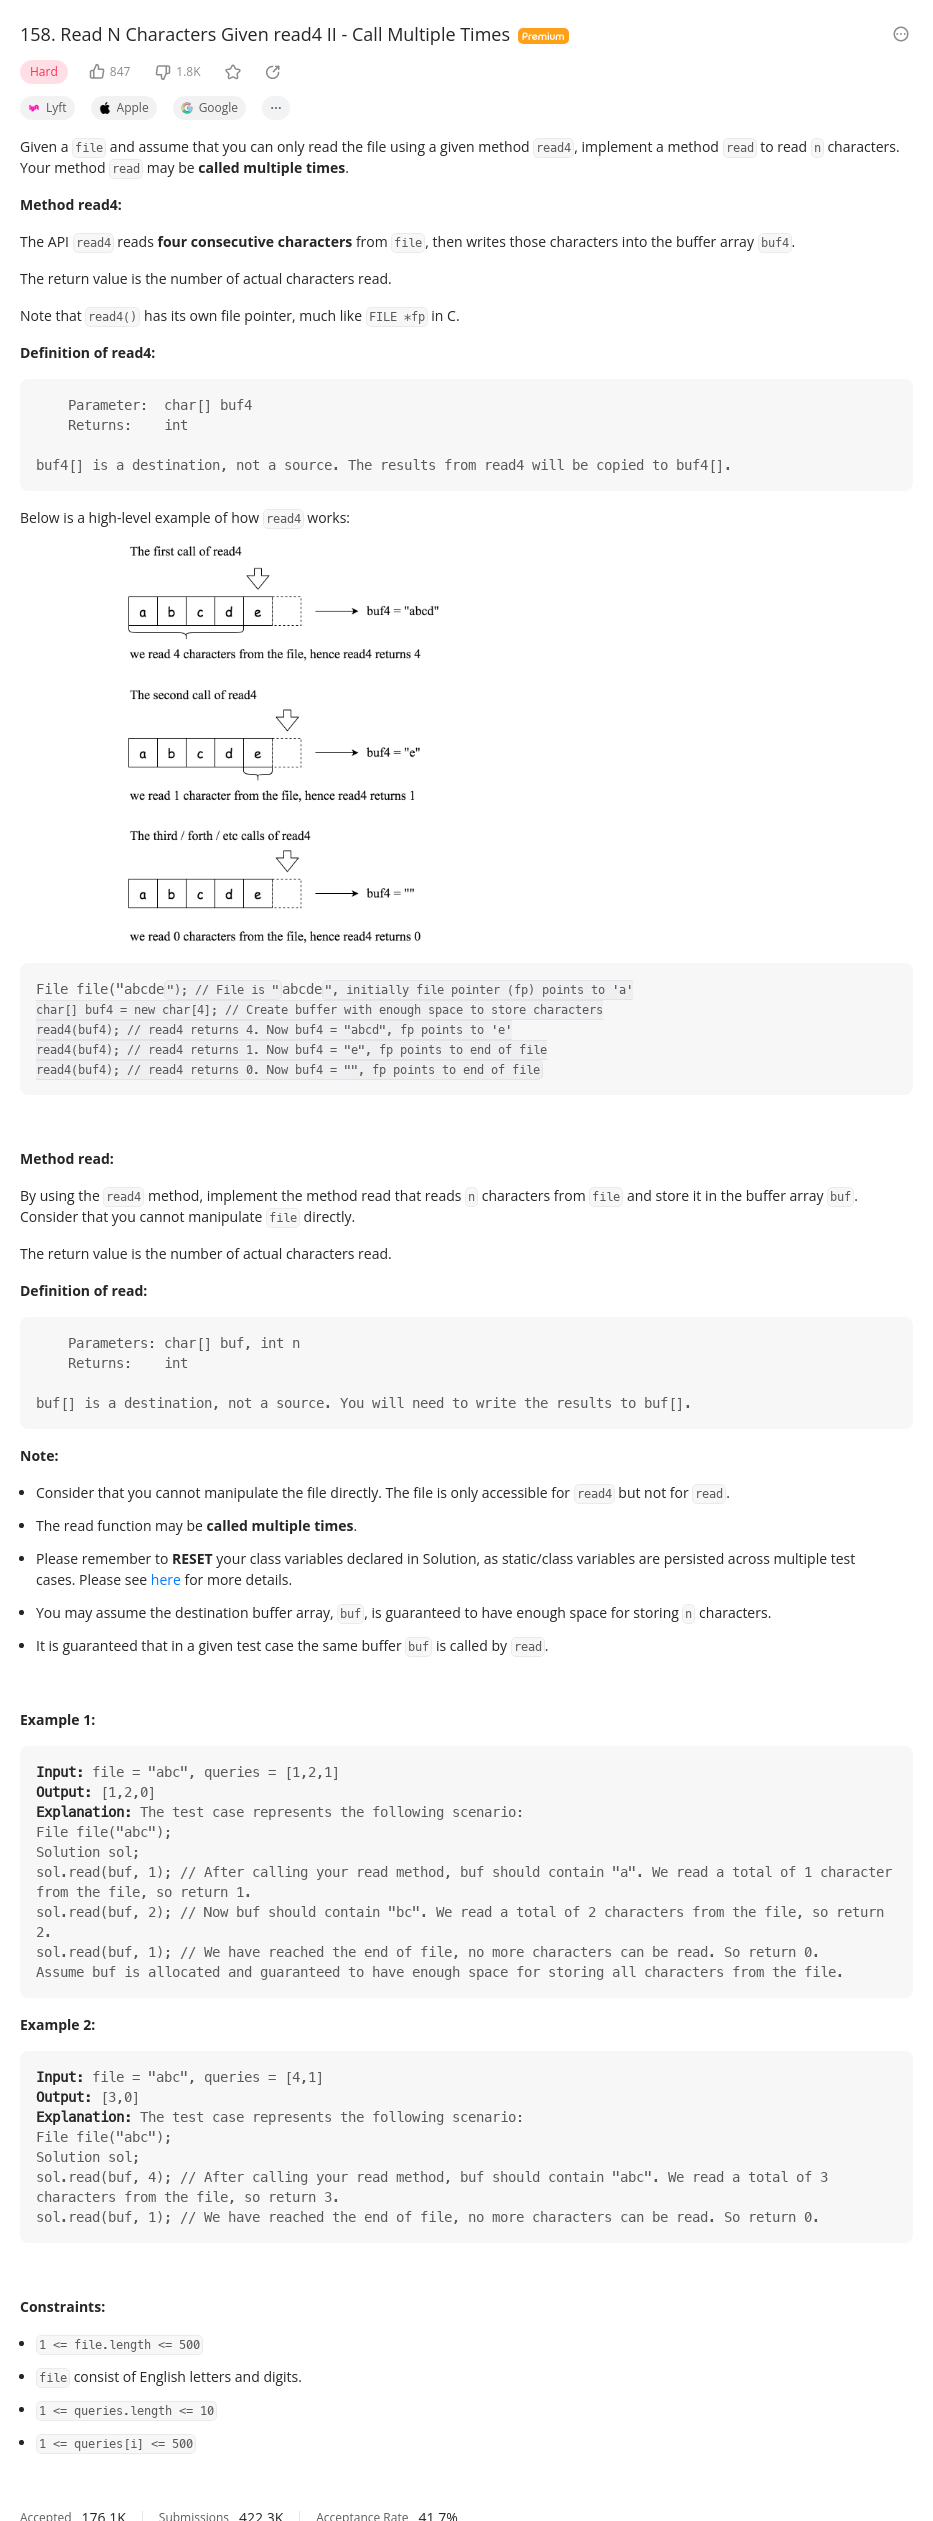 158. Read N Characters Given read4 II - Call Multiple Times Premium
Hard 847 1.8K
Lyft Apple Google ···
Given a file and assume that you can only read the file using a given method read4, implement a method read to read n characters.
Your method read may be called multiple times.
Method read4:
The API read4 reads four consecutive characters from file, then writes those characters into the buffer array buf4.
The return value is the number of actual characters read.
Note that read4() has its own file pointer, much like FILE *fp in C.
Definition of read4:
Parameter:  char[] buf4
Returns:    int
buf4[] is a destination, not a source. The results from read4 will be copied to buf4[].
Below is a high-level example of how read4 works:
The first call of read4
a b c d e buf4 = "abcd"
we read 4 characters from the file, hence read4 returns 4
The second call of read4
a b c d e buf4 = "e"
we read 1 character from the file, hence read4 returns 1
The third / forth / etc calls of read4
a b c d e buf4 = ""
we read 0 characters from the file, hence read4 returns 0
File file("abcde"); // File is "abcde", initially file pointer (fp) points to 'a'
char[] buf4 = new char[4]; // Create buffer with enough space to store characters
read4(buf4); // read4 returns 4. Now buf4 = "abcd", fp points to 'e'
read4(buf4); // read4 returns 1. Now buf4 = "e", fp points to end of file
read4(buf4); // read4 returns 0. Now buf4 = "", fp points to end of file
Method read:
By using the read4 method, implement the method read that reads n characters from file and store it in the buffer array buf.
Consider that you cannot manipulate file directly.
The return value is the number of actual characters read.
Definition of read:
Parameters: char[] buf, int n
Returns:    int
buf[] is a destination, not a source. You will need to write the results to buf[].
Note:
• Consider that you cannot manipulate the file directly. The file is only accessible for read4 but not for read.
• The read function may be called multiple times.
• Please remember to RESET your class variables declared in Solution, as static/class variables are persisted across multiple test
cases. Please see here for more details.
• You may assume the destination buffer array, buf, is guaranteed to have enough space for storing n characters.
• It is guaranteed that in a given test case the same buffer buf is called by read.
Example 1:
Input: file = "abc", queries = [1,2,1]
Output: [1,2,0]
Explanation: The test case represents the following scenario:
File file("abc");
Solution sol;
sol.read(buf, 1); // After calling your read method, buf should contain "a". We read a total of 1 character
from the file, so return 1.
sol.read(buf, 2); // Now buf should contain "bc". We read a total of 2 characters from the file, so return
2.
sol.read(buf, 1); // We have reached the end of file, no more characters can be read. So return 0.
Assume buf is allocated and guaranteed to have enough space for storing all characters from the file.
Example 2:
Input: file = "abc", queries = [4,1]
Output: [3,0]
Explanation: The test case represents the following scenario:
File file("abc");
Solution sol;
sol.read(buf, 4); // After calling your read method, buf should contain "abc". We read a total of 3
characters from the file, so return 3.
sol.read(buf, 1); // We have reached the end of file, no more characters can be read. So return 0.
Constraints:
• 1 <= file.length <= 500
• file consist of English letters and digits.
• 1 <= queries.length <= 10
• 1 <= queries[i] <= 500
Accepted 176.1K Submissions 422.3K Acceptance Rate 41.7%